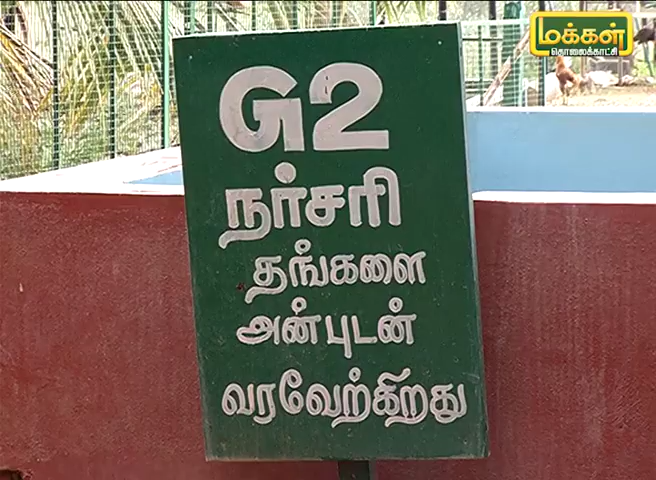 மக்கள்
தொலைக்காட்சி
G2
நர்சரி
தங்களை
அன்புடன்
வரவேற்கிறது